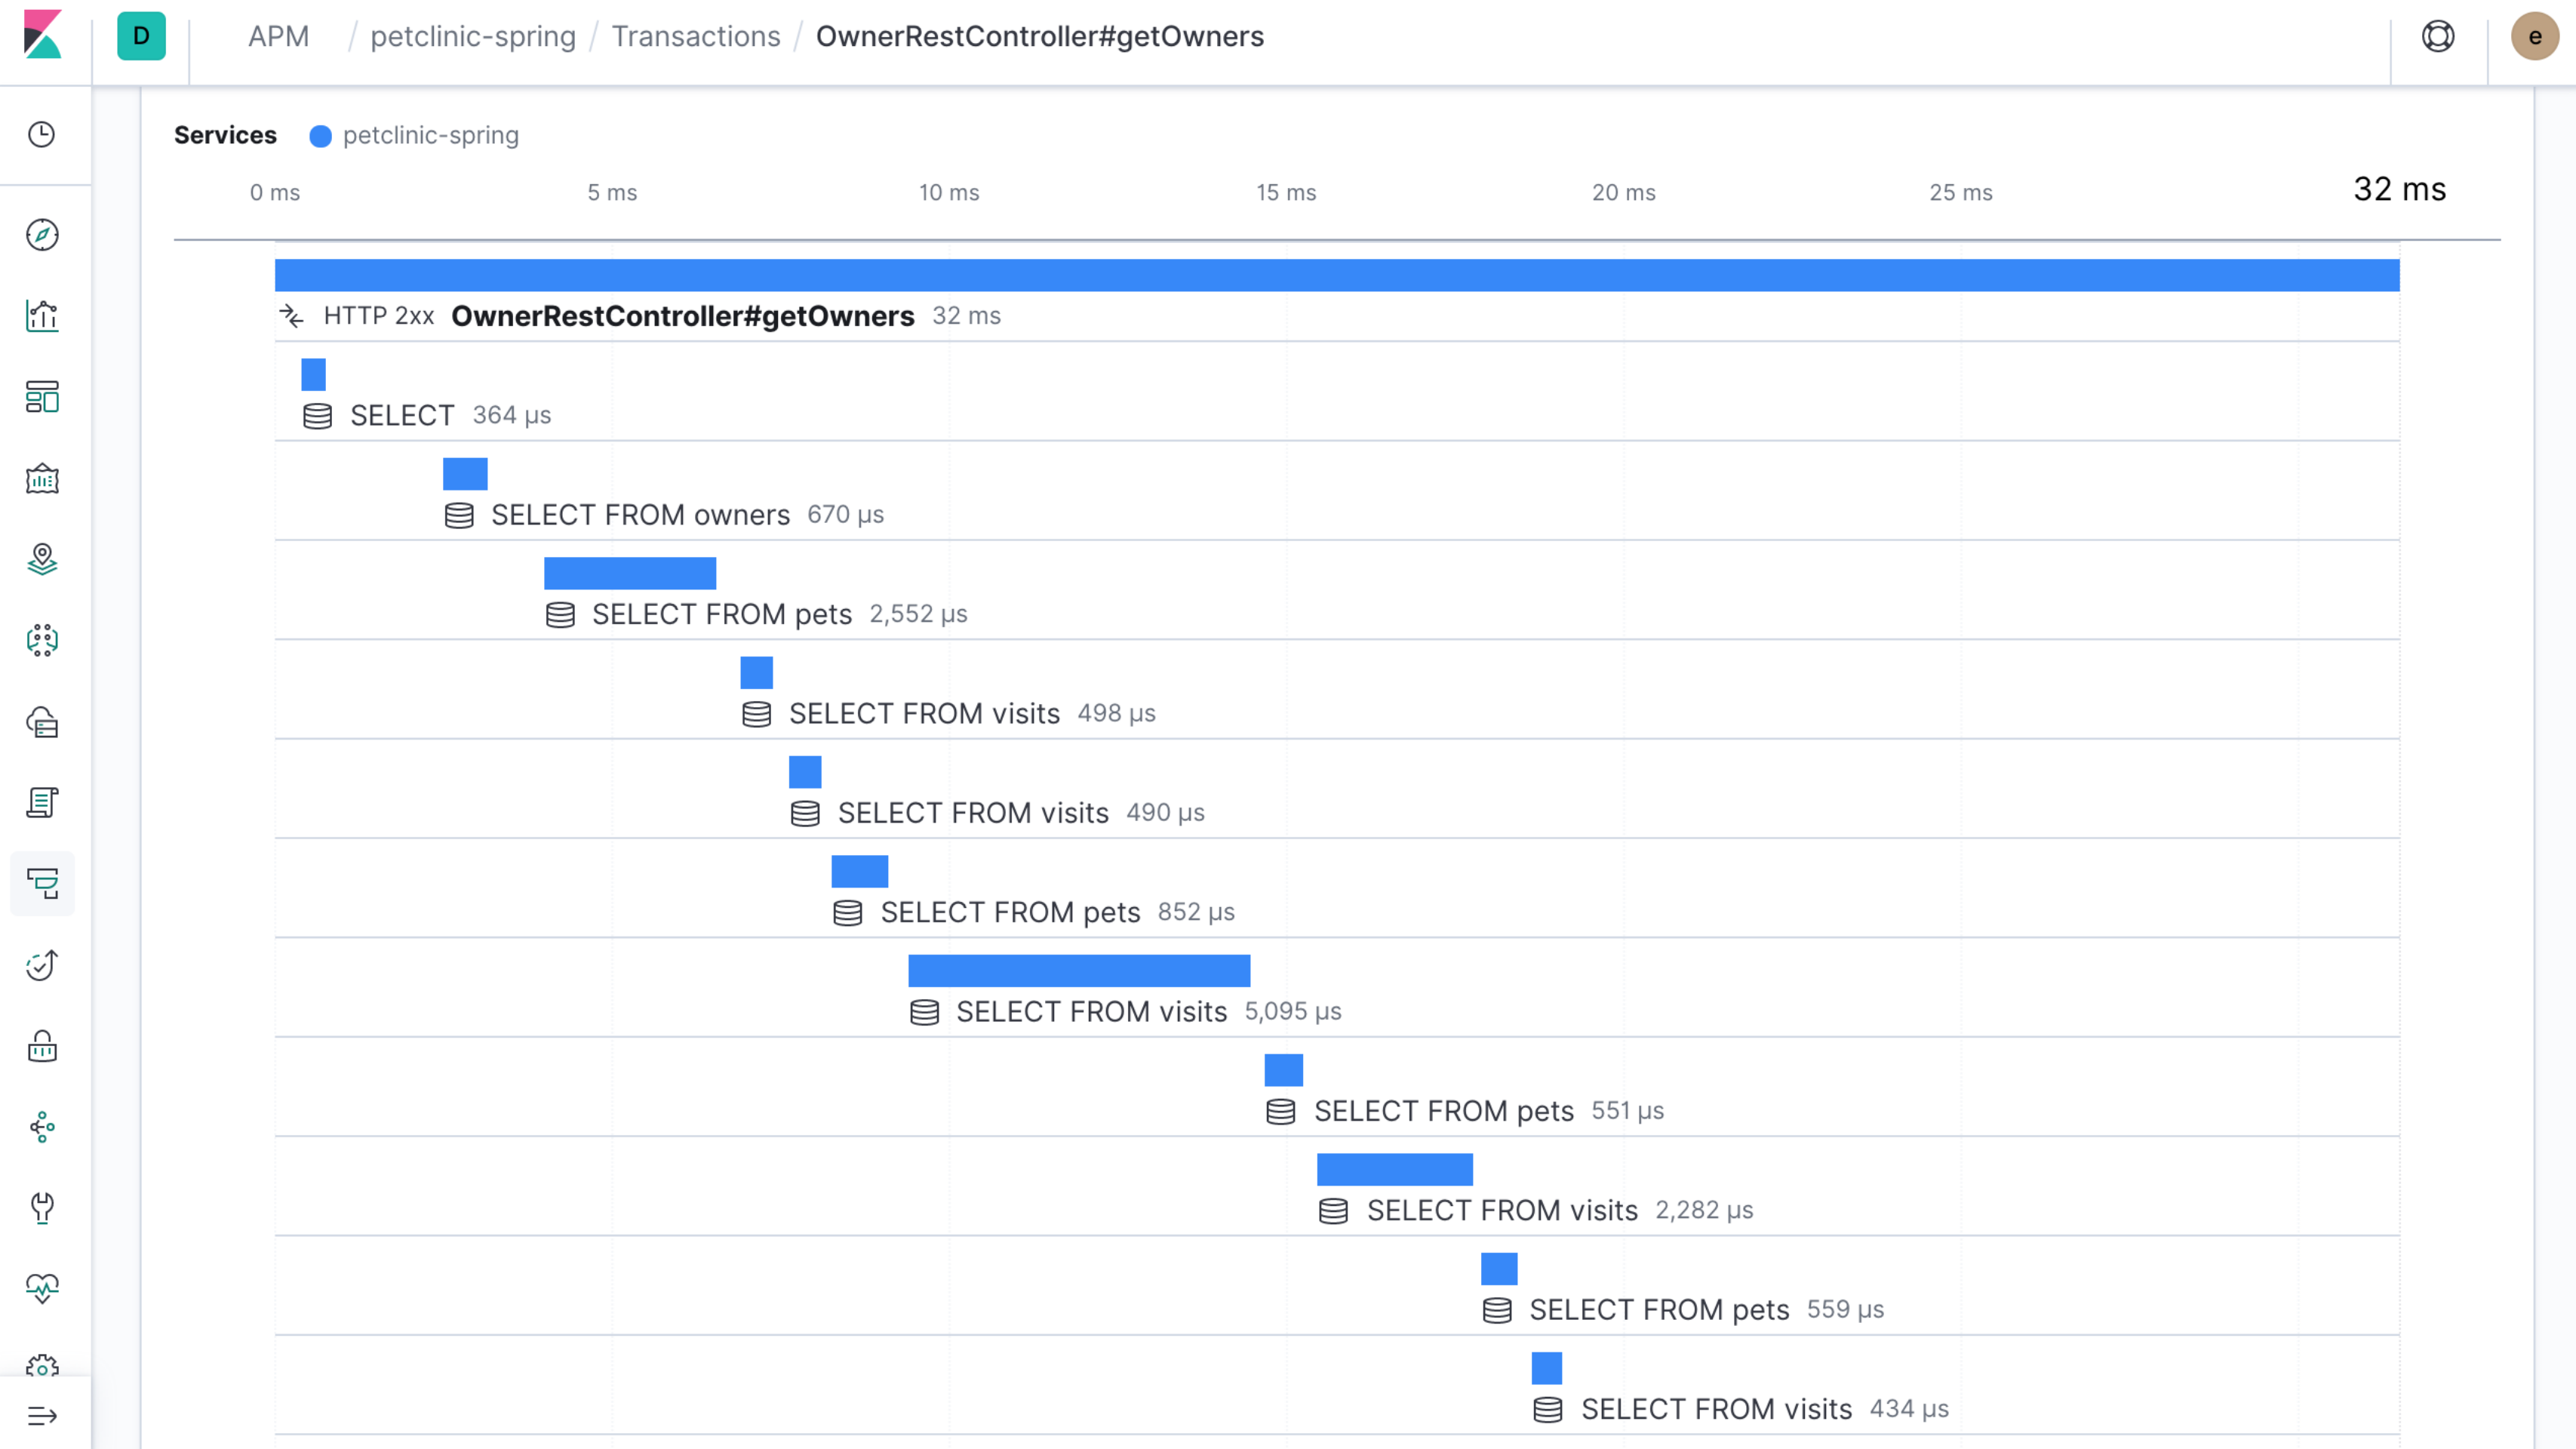 D APM / petclinic-spring / Transactions / OwnerRestController#getOwners e
Services petclinic-spring
0 ms 5 ms 10 ms 15 ms 20 ms 25 ms 32 ms
HTTP 2xx OwnerRestController#getOwners 32 ms
SELECT 364 μs
SELECT FROM owners 670 μs
SELECT FROM pets 2,552 μs
SELECT FROM visits 498 μs
SELECT FROM visits 490 μs
SELECT FROM pets 852 μs
SELECT FROM visits 5,095 μs
SELECT FROM pets 551 μs
SELECT FROM visits 2,282 μs
SELECT FROM pets 559 μs
SELECT FROM visits 434 μs